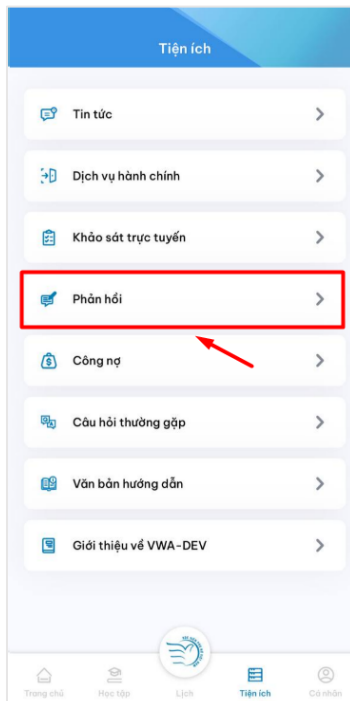 Tiện ích
Tin tức
Dịch vụ hành chính
Khảo sát trực tuyến
Phản hồi
Công nợ
Câu hỏi thường gặp
Văn bản hướng dẫn
Giới thiệu về VWA-DEV
Trang chủ
Học tập
Lịch
Tiện ích
Cá nhân